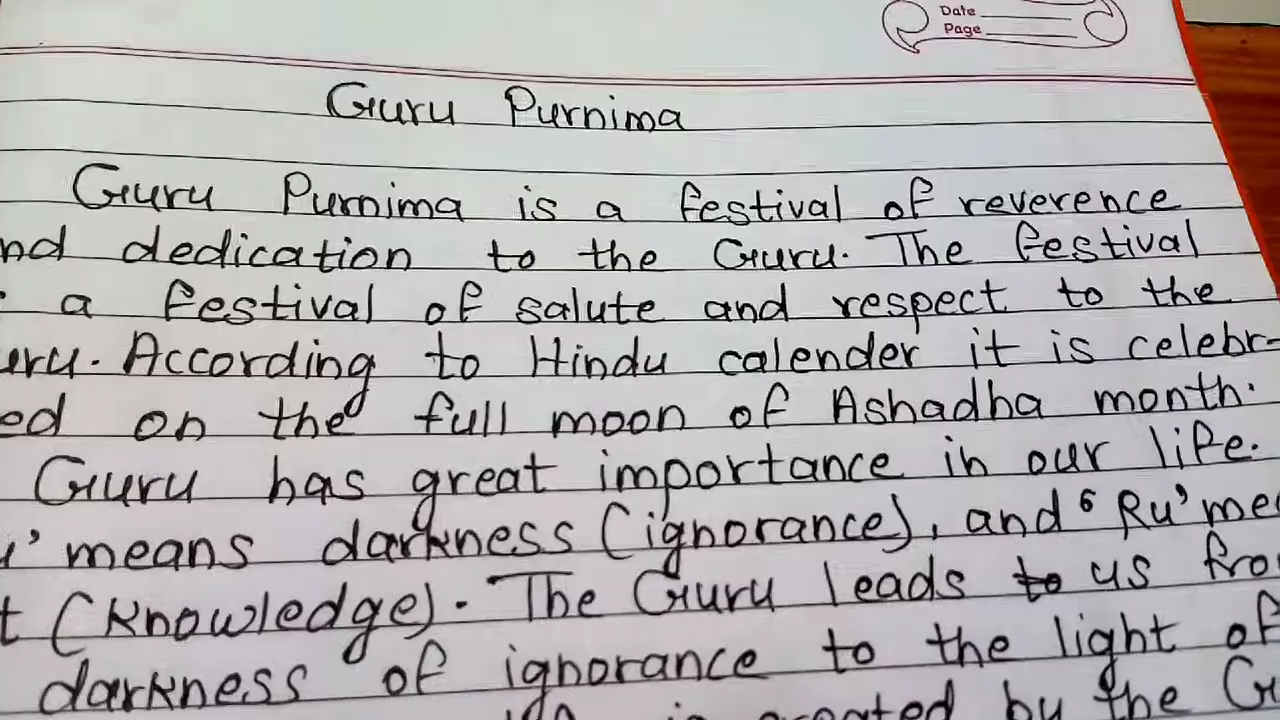 Date
Page
Guru Purnima
Guru Purnima is a festival of reverence
nd dedication to the Guru. The festival
a festival of salute and respect to the
uru. According to Hindu calender it is celebr-
ed on the full moon of Ashadha month.
Guru has great importance in our life.
u' means darkness (ignorance), and 'Ru' mea
t (knowledge). The Guru leads to us fro
darkness of ignorance to the light of
by the